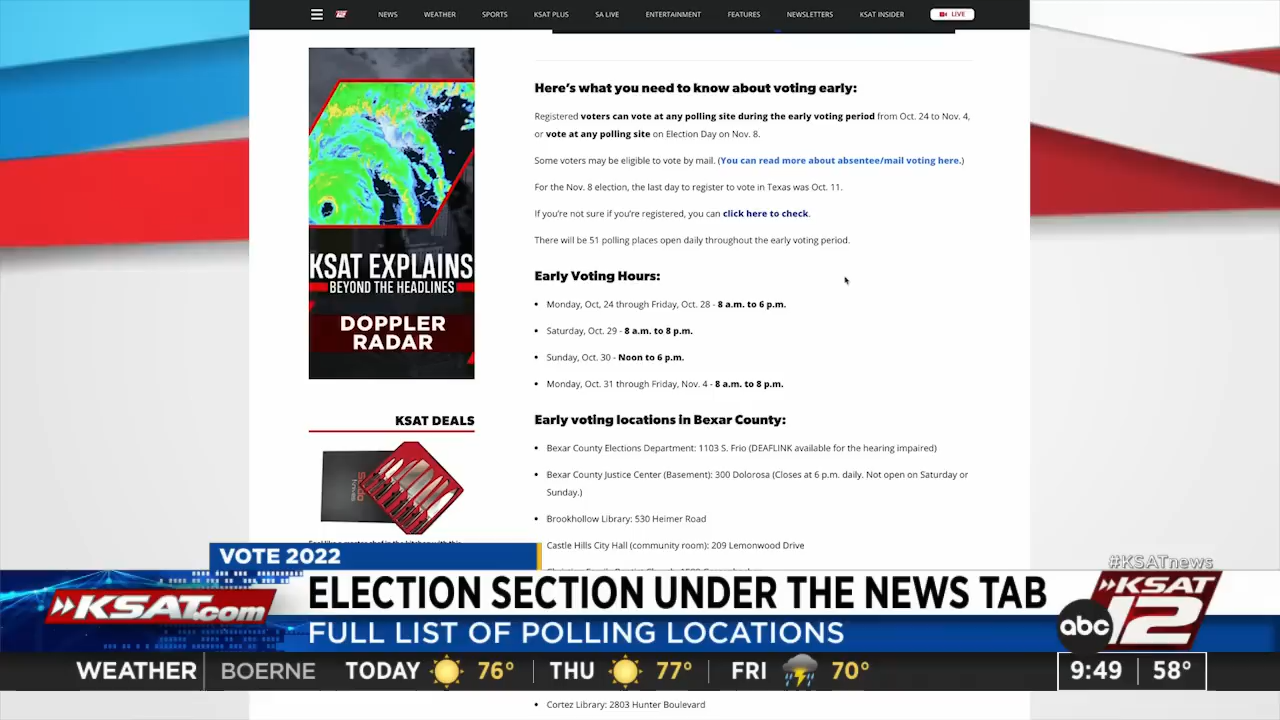 NEWS WEATHER SPORTS KSAT PLUS SA LIVE ENTERTAINMENT FEATURES NEWSLETTERS KSAT INSIDER LIVE
Here's what you need to know about voting early:
Registered voters can vote at any polling site during the early voting period from Oct. 24 to Nov. 4,
or vote at any polling site on Election Day on Nov. 8.
Some voters may be eligible to vote by mail. (You can read more about absentee/mail voting here.)
For the Nov. 8 election, the last day to register to vote in Texas was Oct. 11.
If you're not sure if you're registered, you can click here to check.
There will be 51 polling places open daily throughout the early voting period.
KSAT EXPLAINS
BEYOND THE HEADLINES
DOPPLER
RADAR
Early Voting Hours:
• Monday, Oct, 24 through Friday, Oct. 28 - 8 a.m. to 6 p.m.
• Saturday, Oct. 29 - 8 a.m. to 8 p.m.
• Sunday, Oct. 30 - Noon to 6 p.m.
• Monday, Oct. 31 through Friday, Nov. 4 - 8 a.m. to 8 p.m.
KSAT DEALS
Early voting locations in Bexar County:
• Bexar County Elections Department: 1103 S. Frio (DEAFLINK available for the hearing impaired)
• Bexar County Justice Center (Basement): 300 Dolorosa (Closes at 6 p.m. daily. Not open on Saturday or
Sunday.)
• Brookhollow Library: 530 Heimer Road
Castle Hills City Hall (community room): 209 Lemonwood Drive
VOTE 2022
#KSATnews
KSAT.com
ELECTION SECTION UNDER THE NEWS TAB
FULL LIST OF POLLING LOCATIONS
KSAT
abc 12
WEATHER BOERNE TODAY 76° THU 77° FRI 70° 9:49 58°
• Cortez Library: 2803 Hunter Boulevard